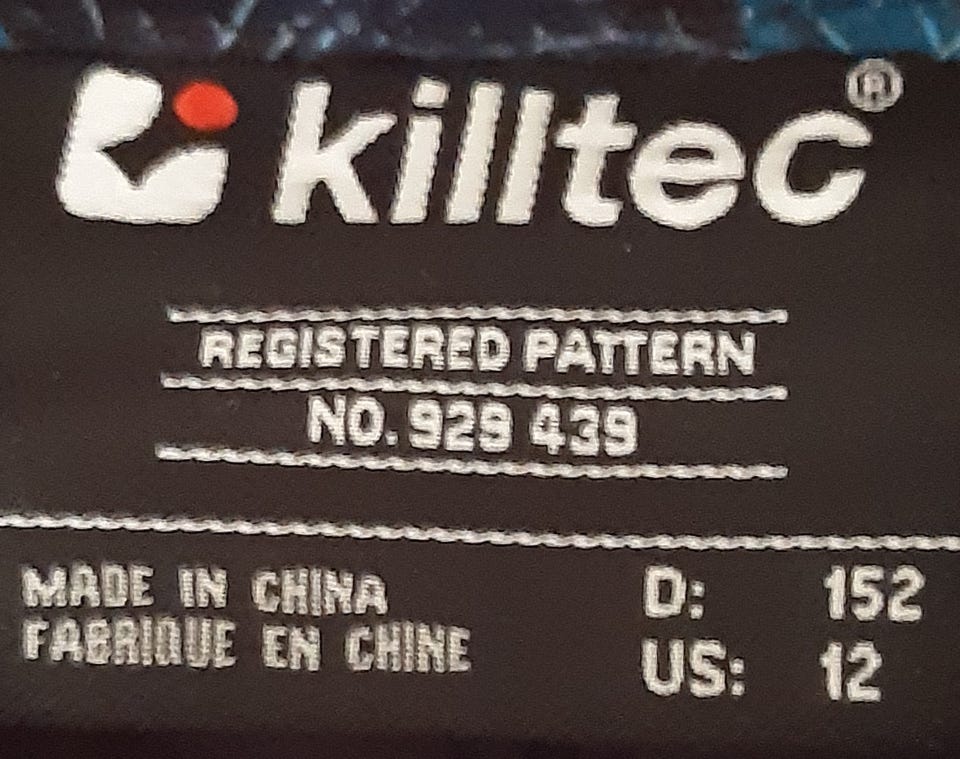 killtec®
REGISTERED PATTERN
NO. 929 439
MADE IN CHINA
FABRIQUE EN CHINE
D: 152
US: 12